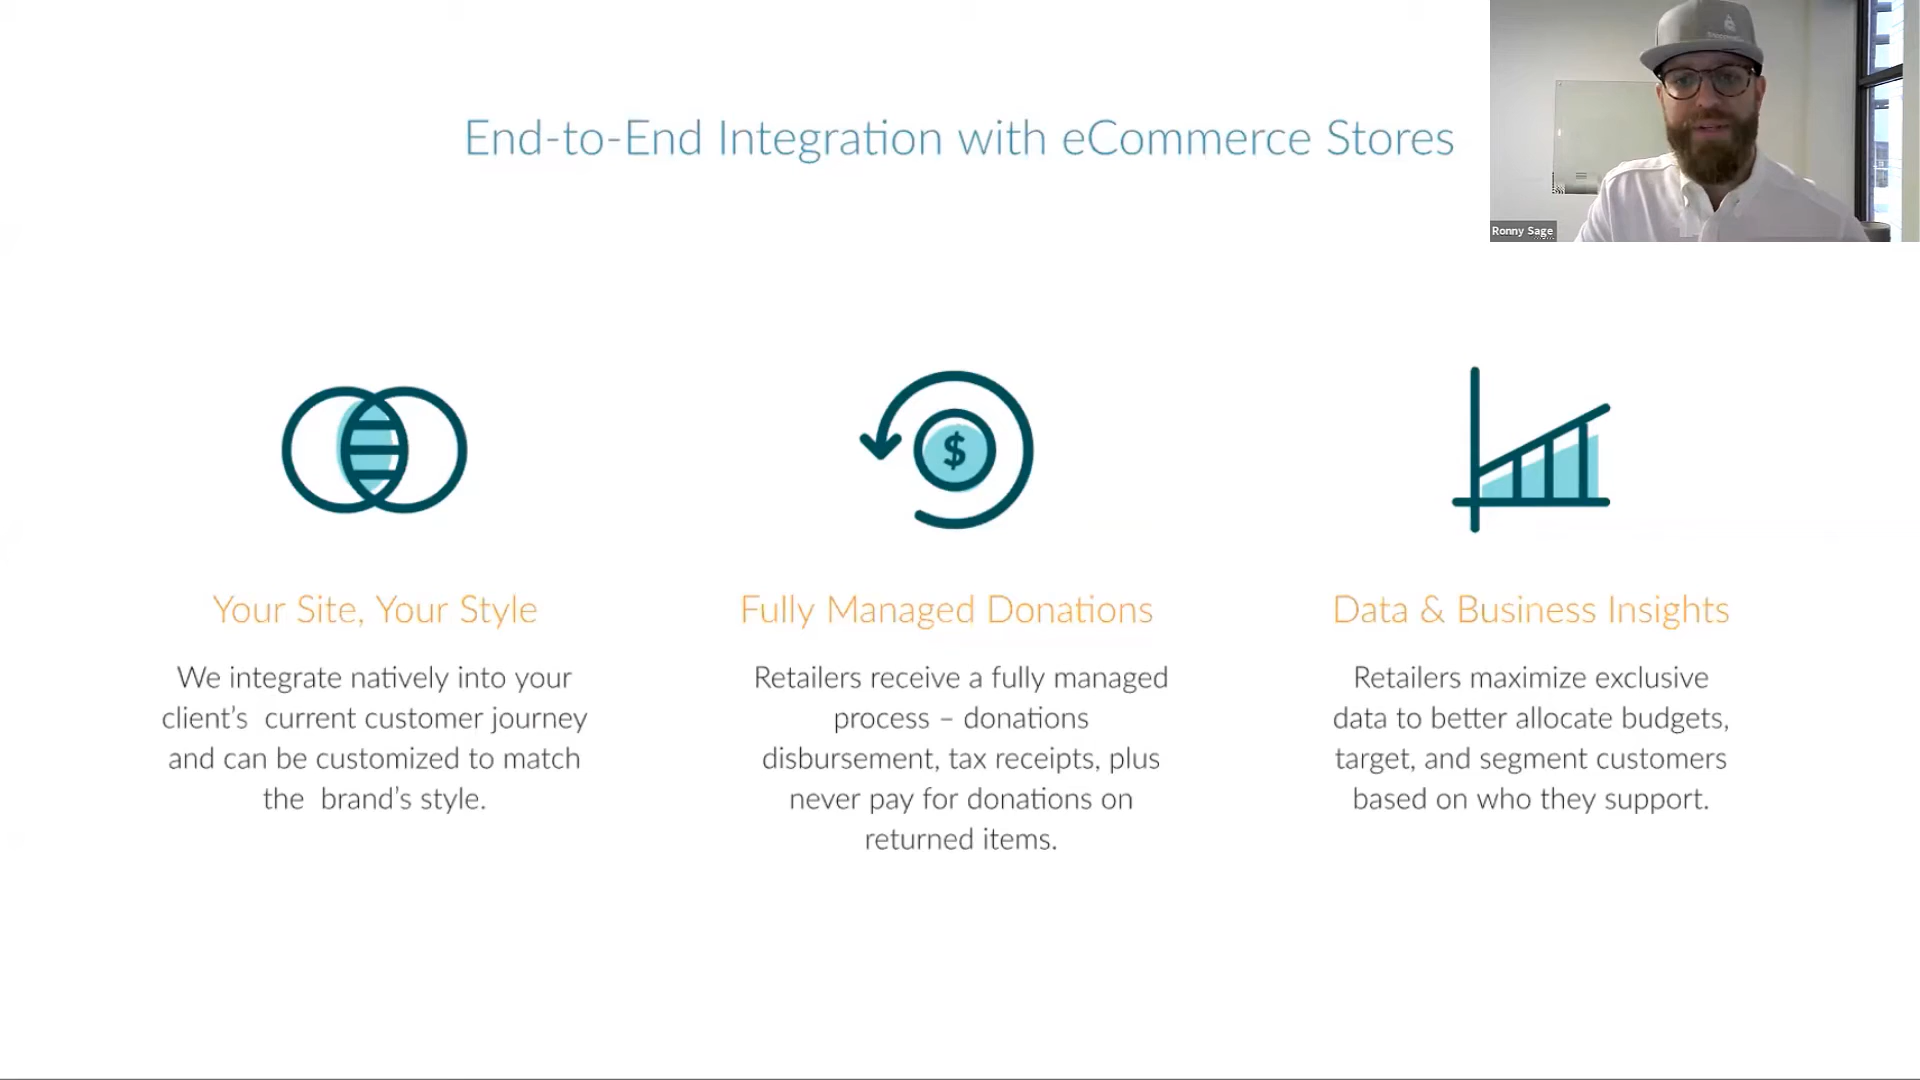 End-to-End Integration with eCommerce Stores
Ronny Sage
$
Your Site, Your Style
We integrate natively into your
client’s  current customer journey
and can be customized to match
the  brand’s style.
Fully Managed Donations
Retailers receive a fully managed
process – donations
disbursement, tax receipts, plus
never pay for donations on
returned items.
Data & Business Insights
Retailers maximize exclusive
data to better allocate budgets,
target, and segment customers
based on who they support.